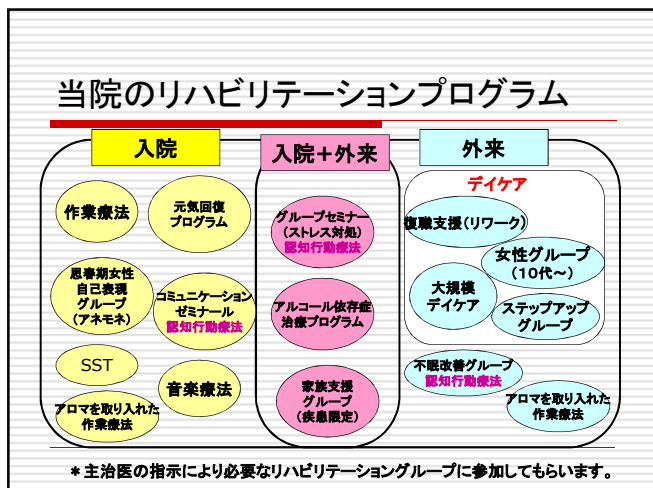 当院のリハビリテーションプログラム
入院
入院＋外来
外来
作業療法
元気回復
プログラム
思春期女性
自己表現
グループ
(アネモネ)
コミュニケーション
ゼミナール
認知行動療法
SST
音楽療法
アロマを取り入れた
作業療法
グループセミナー
(ストレス対処)
認知行動療法
アルコール依存症
治療プログラム
家族支援
グループ
(疾患限定)
デイケア
復職支援(リワーク)
女性グループ
(10代～)
大規模
デイケア
ステップアップ
グループ
不眠改善グループ
認知行動療法
アロマを取り入れた
作業療法
＊主治医の指示により必要なリハビリテーショングループに参加してもらいます。